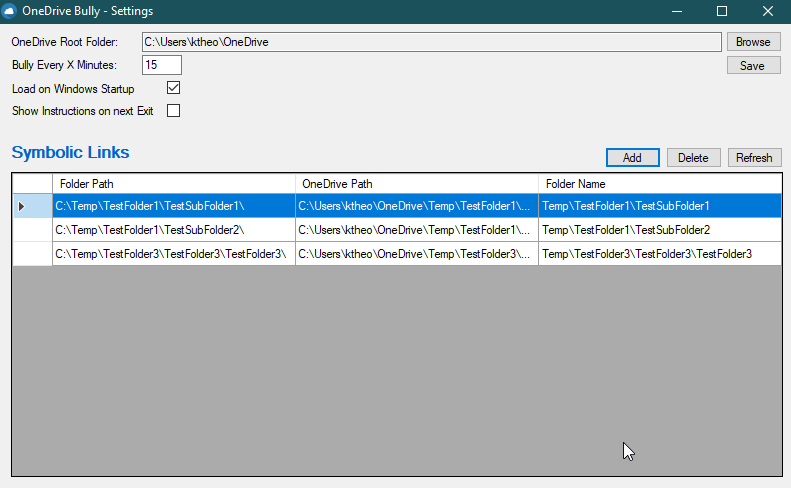 OneDrive Bully - Settings
OneDrive Root Folder: C:\Users\ktheo\OneDrive Browse
Bully Every X Minutes: 15 Save
Load on Windows Startup
Show Instructions on next Exit
Symbolic Links Add Delete Refresh
Folder Path OneDrive Path Folder Name
C:\Temp\TestFolder1\TestSubFolder1\ C:\Users\ktheo\OneDrive\Temp\TestFolder1\... Temp\TestFolder1\TestSubFolder1
C:\Temp\TestFolder1\TestSubFolder2\ C:\Users\ktheo\OneDrive\Temp\TestFolder1\... Temp\TestFolder1\TestSubFolder2
C:\Temp\TestFolder3\TestFolder3\TestFolder3\ C:\Users\ktheo\OneDrive\Temp\TestFolder3\... Temp\TestFolder3\TestFolder3\TestFolder3